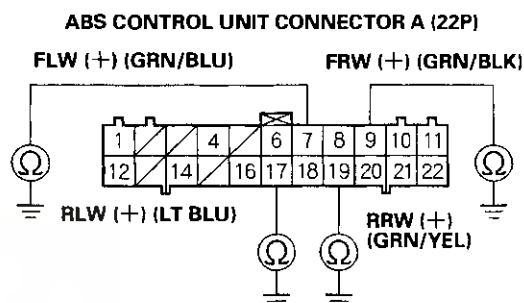 ABS CONTROL UNIT CONNECTOR A (22P)
FLW (+) (GRN/BLU)
FRW (+) (GRN/BLK)
1 4 6 7 8 9 10 11
12 14 16 17 18 19 20 21 22
Ω Ω
RLW (+) (LT BLU)
RRW (+)
(GRN/YEL)
Ω Ω